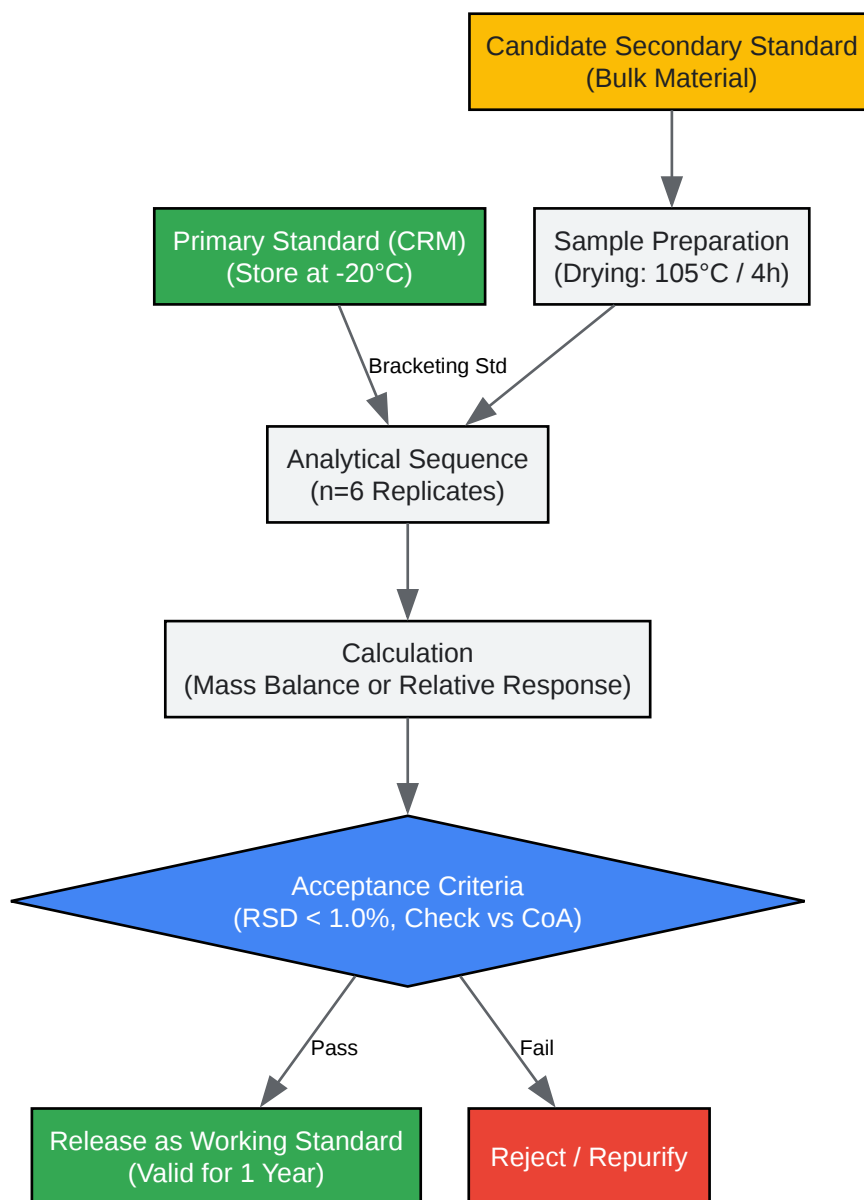 Candidate Secondary Standard
(Bulk Material)
Primary Standard (CRM)
(Store at -20°C)
Sample Preparation
(Drying: 105°C / 4h)
Bracketing Std
Analytical Sequence
(n=6 Replicates)
Calculation
(Mass Balance or Relative Response)
Acceptance Criteria
(RSD < 1.0%, Check vs CoA)
Pass
Fail
Release as Working Standard
(Valid for 1 Year)
Reject / Repurify